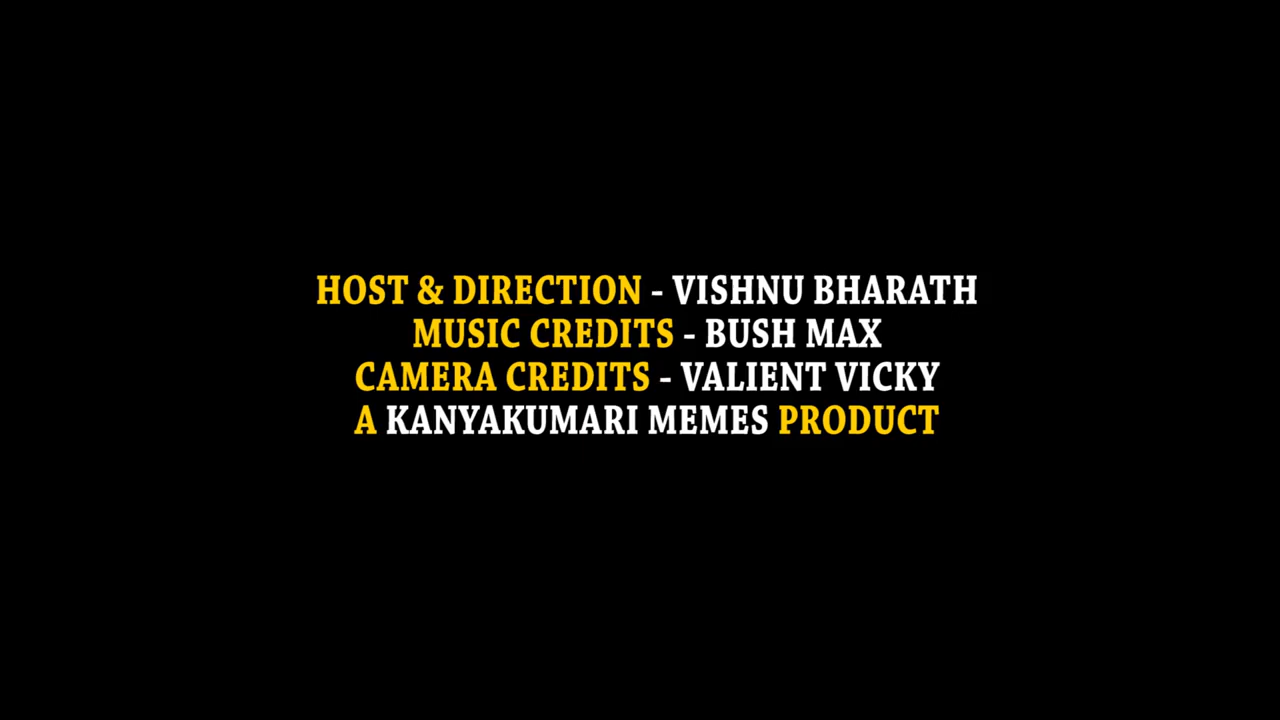 HOST & DIRECTION - VISHNU BHARATH
MUSIC CREDITS - BUSH MAX
CAMERA CREDITS - VALIENT VICKY
A KANYAKUMARI MEMES PRODUCT